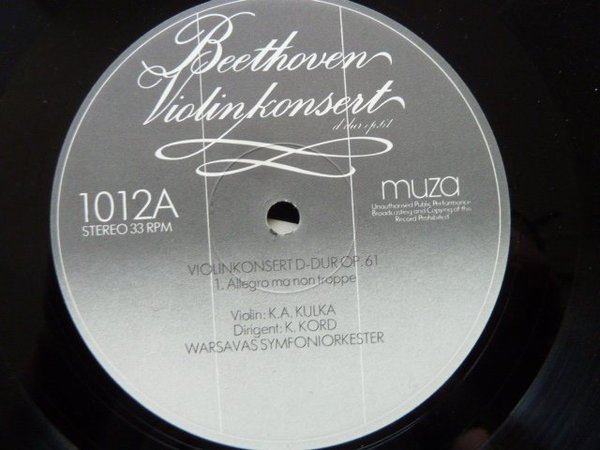 Beethoven
Violinkonsert
d dur op.61
1012A
STEREO 33 RPM
muza
Unauthorised Public Performance
Broadcasting and Copying of this
Record Prohibited
VIOLINKONSERT D-DUR OP. 61
1. Allegro ma non troppe
Violin: K.A. KULKA
Dirigent: K. KORD
WARSAVAS SYMFONIORKESTER